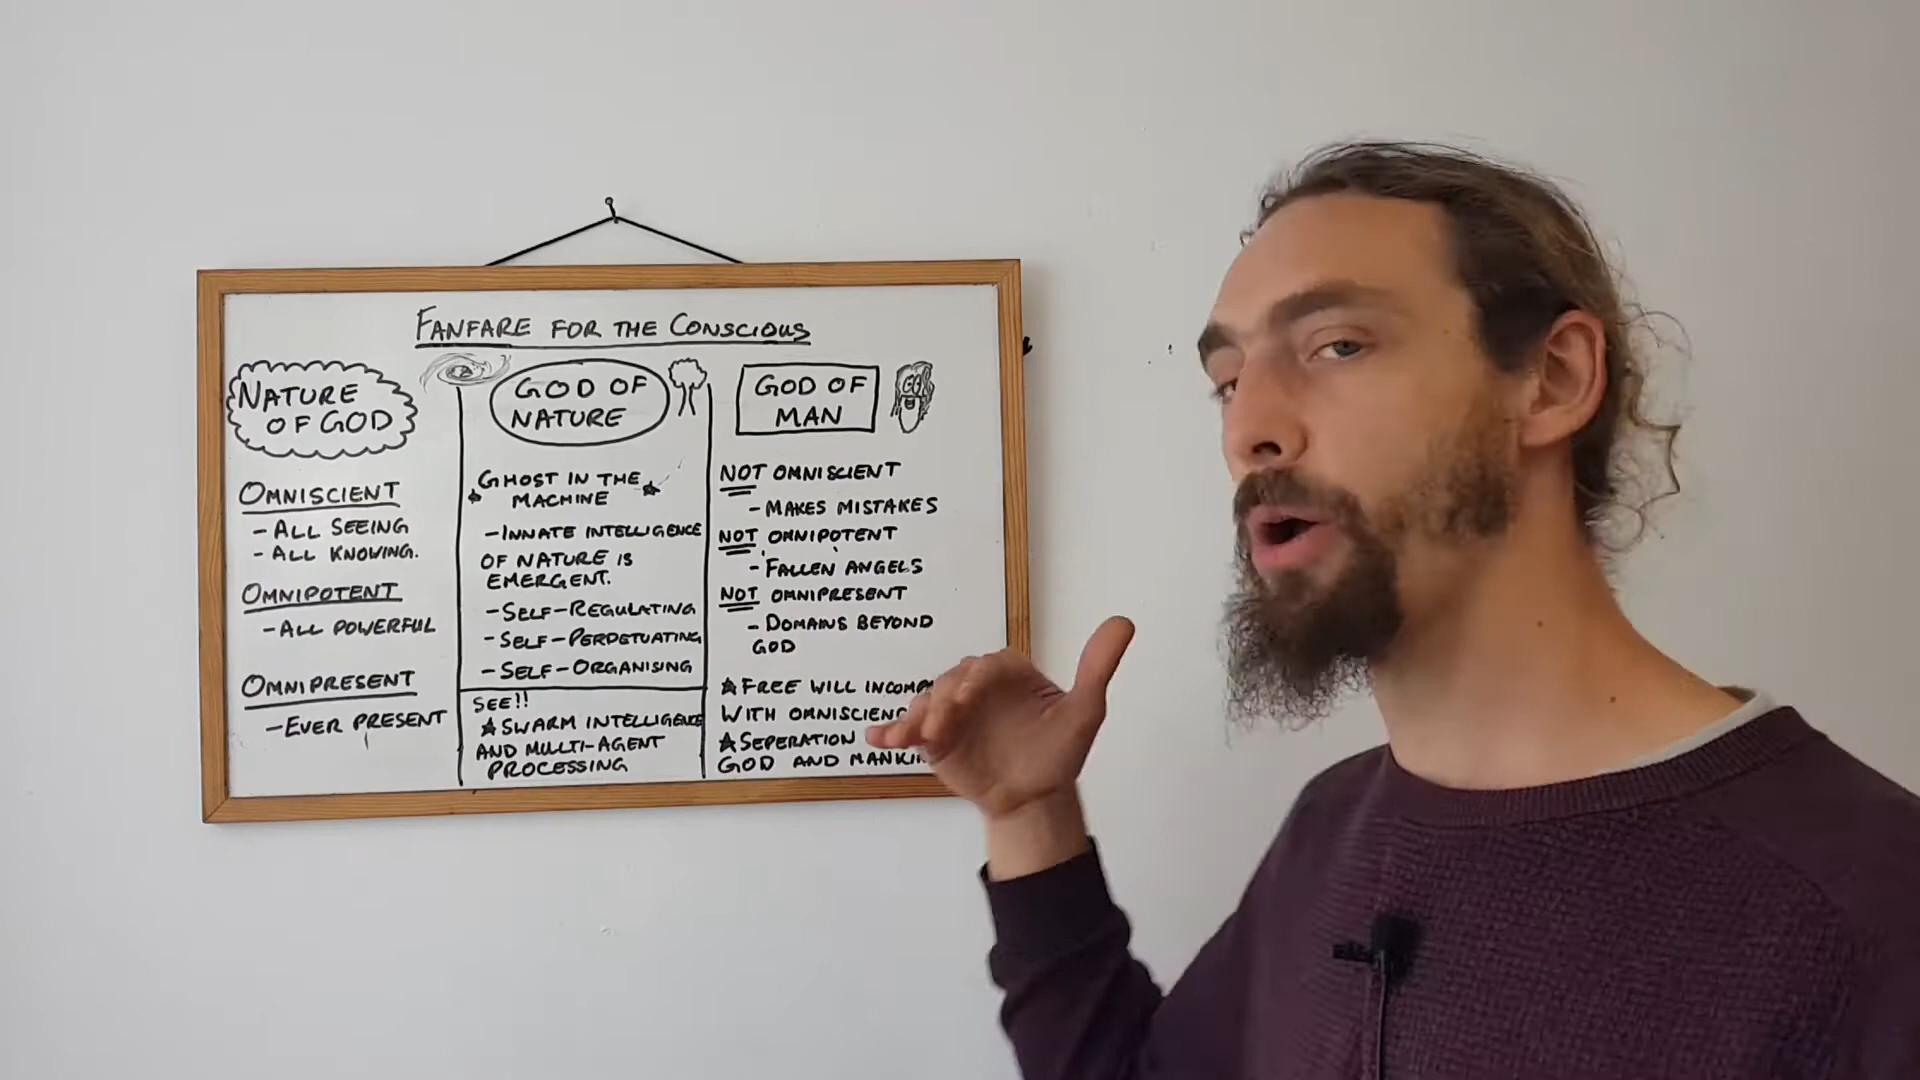 FANFARE FOR THE CONSCIOUS
NATURE
OF GOD
OMNISCIENT
- ALL SEEING
- ALL KNOWING.
OMNIPOTENT
- ALL POWERFUL
OMNIPRESENT
- EVER PRESENT
GOD OF
NATURE
GHOST IN THE
MACHINE
- INNATE INTELLIGENCE
OF NATURE IS
EMERGENT.
- SELF-REGULATING
- SELF-PERPETUATING
- SELF-ORGANISING
SEE!!
★ SWARM INTELLIGENCE
AND MULTI-AGENT
PROCESSING
GOD OF
MAN
NOT OMNISCIENT
- MAKES MISTAKES
NOT OMNIPOTENT
- FALLEN ANGELS
NOT OMNIPRESENT
- DOMAINS BEYOND
GOD
★ FREE WILL
WITH
★ SEPERATION
GOD AND